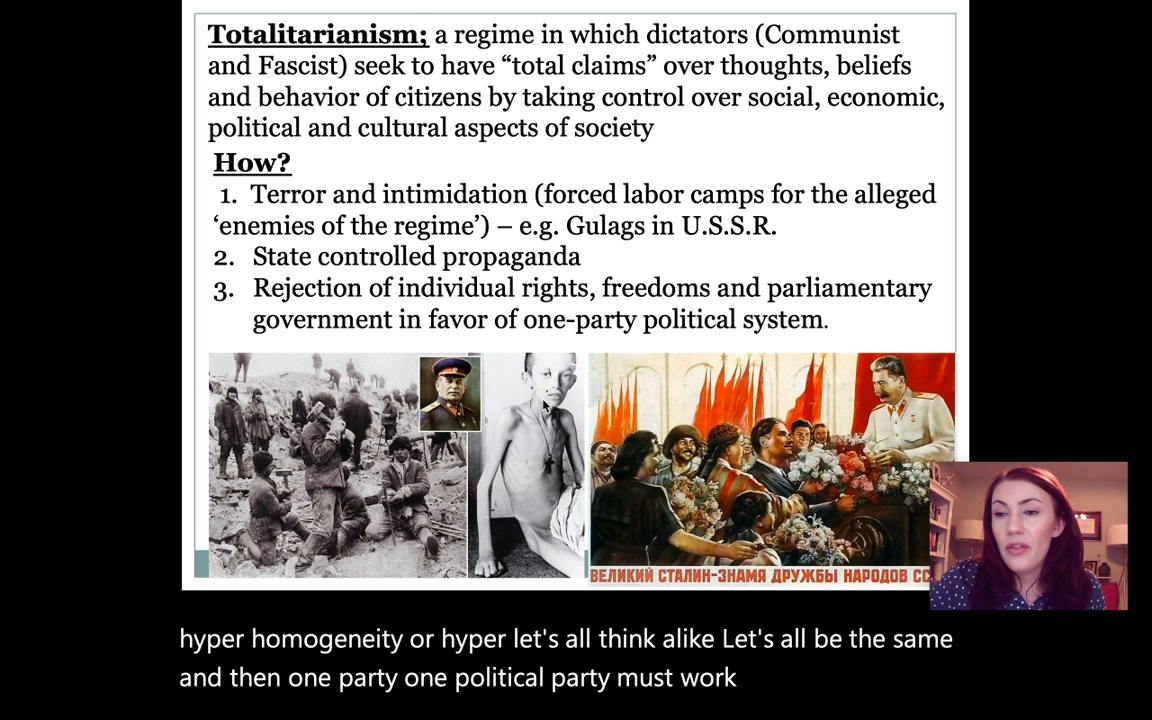 Totalitarianism; a regime in which dictators (Communist
and Fascist) seek to have “total claims” over thoughts, beliefs
and behavior of citizens by taking control over social, economic,
political and cultural aspects of society
How?
1. Terror and intimidation (forced labor camps for the alleged
‘enemies of the regime’) – e.g. Gulags in U.S.S.R.
2. State controlled propaganda
3. Rejection of individual rights, freedoms and parliamentary
government in favor of one-party political system.
ВЕЛИКИЙ СТАЛИН-ЗНАМЯ ДРУЖБЫ НАРОДОВ СС
hyper homogeneity or hyper let's all think alike Let's all be the same
and then one party one political party must work